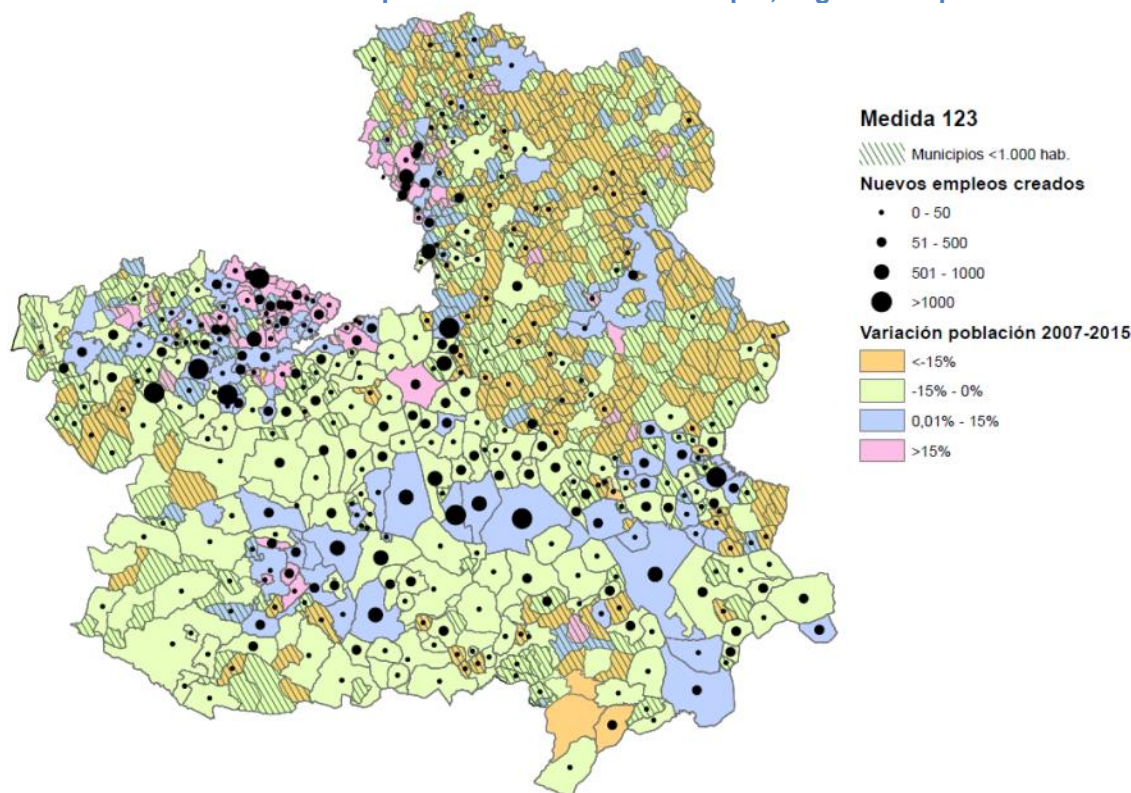 Medida 123
Municipios <1.000 hab.
Nuevos empleos creados
0 - 50
51 - 500
501 - 1000
>1000
Variación población 2007-2015
<-15%
-15% - 0%
0,01% - 15%
>15%